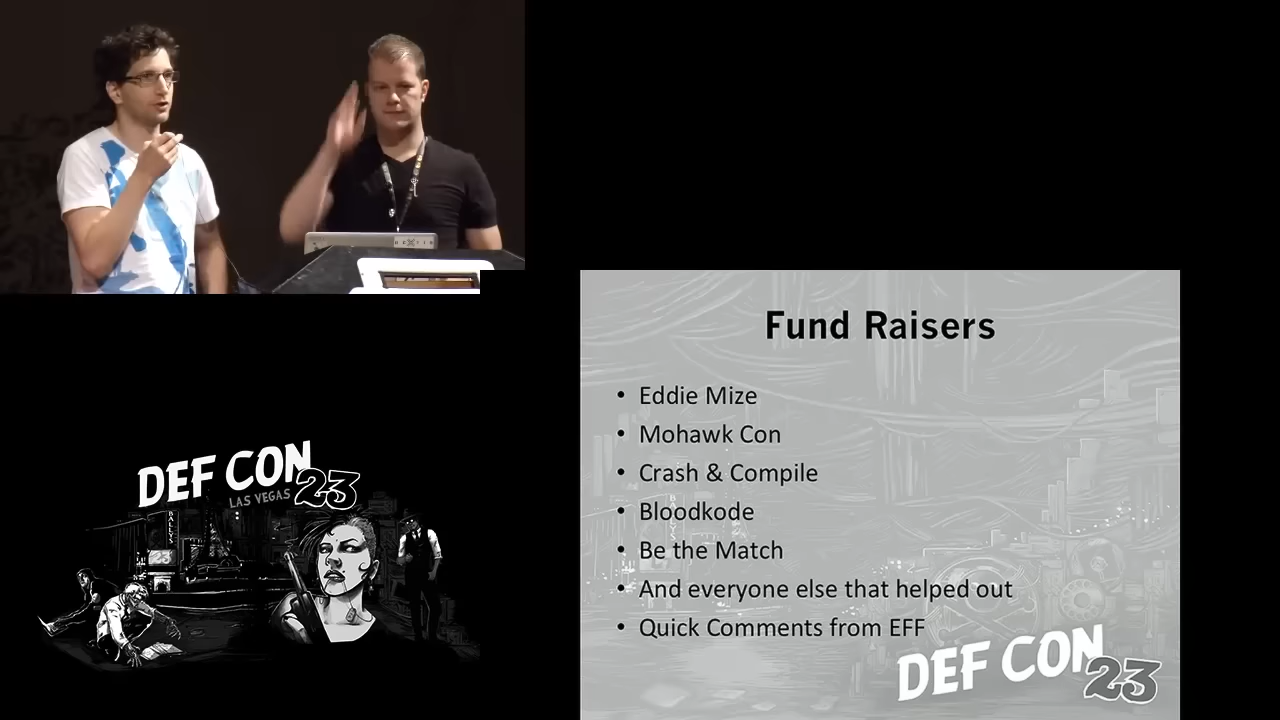 Fund Raisers
• Eddie Mize
• Mohawk Con
• Crash & Compile
• Bloodkode
• Be the Match
• And everyone else that helped out
• Quick Comments from EFF
DEF CON 23
DEF CON 23
LAS VEGAS
BALLYS